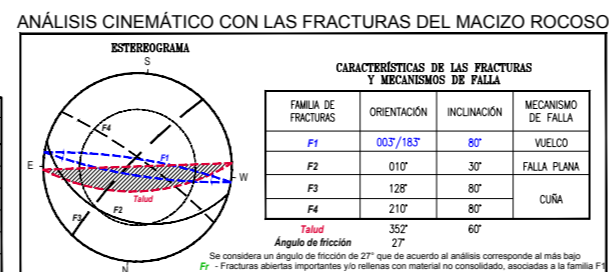 ANÁLISIS CINEMÁTICO CON LAS FRACTURAS DEL MACIZO ROCOSO
ESTEREOGRAMA
S
E
W
N
F4
F1
F2
F3
Talud
CARACTERÍSTICAS DE LAS FRACTURAS
Y MECANISMOS DE FALLA
FAMILIA DE FRACTURAS ORIENTACIÓN INCLINACIÓN MECANISMO DE FALLA
F1 003°/183° 80° VUELCO
F2 010° 30° FALLA PLANA
F3 128° 80° CUÑA
F4 210° 80°
Talud 352° 60°
Ángulo de fricción 27°
Se considera un ángulo de fricción de 27° que de acuerdo al análisis corresponde al más bajo
Fr - Fracturas abiertas importantes y/o rellenas con material no consolidado, asociadas a la familia F1